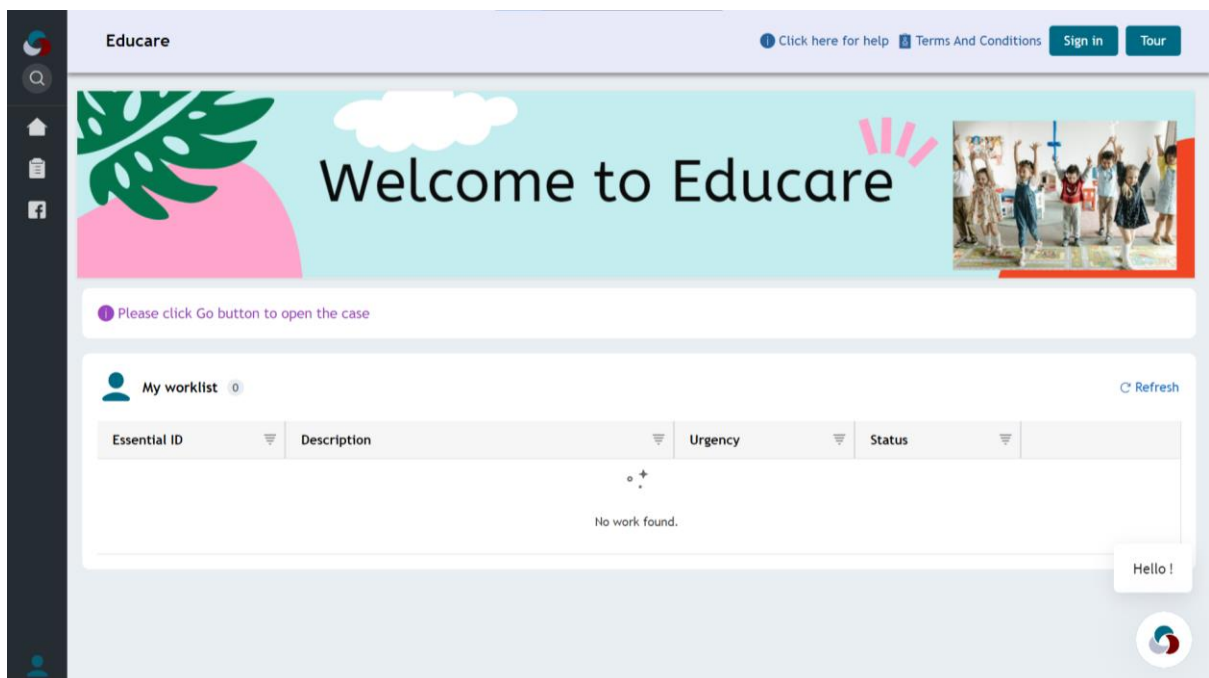 Educare
Click here for help Terms And Conditions Sign in Tour
Welcome to Educare
Please click Go button to open the case
My worklist 0
Refresh
Essential ID Description Urgency Status
No work found.
Hello !